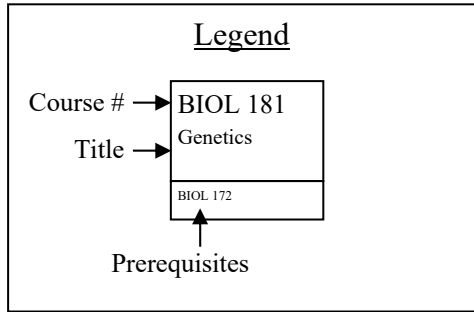 Legend
Course #
BIOL 181
Title
Genetics
BIOL 172
Prerequisites